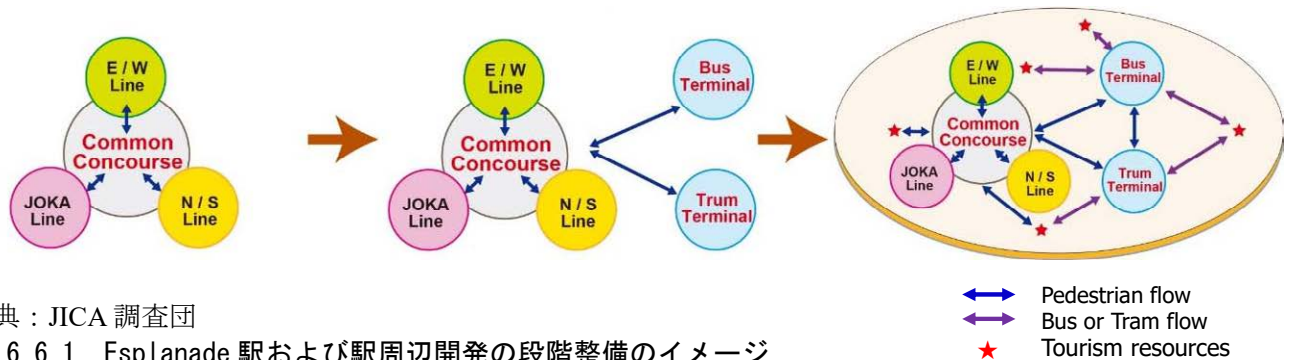 E / W
Line
Common
Concourse
JOKA
Line
N / S
Line
E / W
Line
Common
Concourse
JOKA
Line
N / S
Line
Bus
Terminal
Trum
Terminal
E / W
Line
Common
Concourse
JOKA
Line
N / S
Line
Bus
Terminal
Trum
Terminal
典：JICA 調査団
6.6.1 Esplanade 駅および駅周辺開発の段階整備のイメージ
Pedestrian flow
Bus or Tram flow
Tourism resources